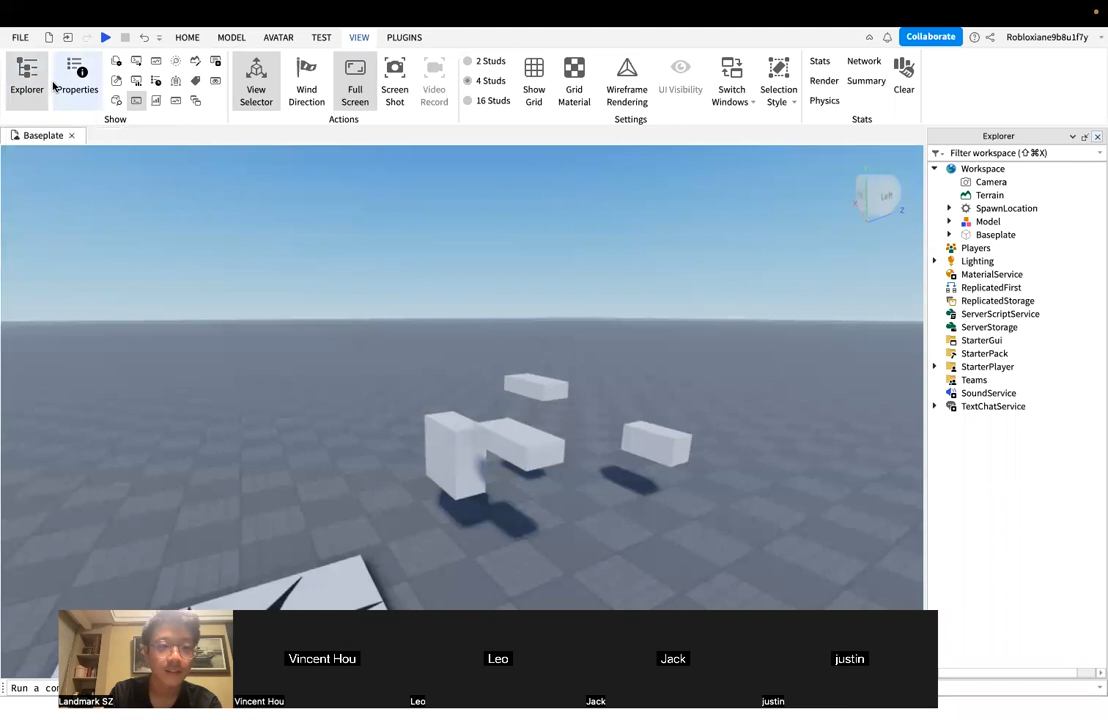 FILE HOME MODEL AVATAR TEST VIEW PLUGINS Collaborate Robloxiane9b8u1f7y
Explorer Properties
Show
View Selector
Wind Direction
Full Screen
Screen Shot
Video Record
Actions
2 Studs
4 Studs
16 Studs
Show Grid
Grid Material
Wireframe Rendering
UI Visibility
Switch Windows
Selection Style
Settings
Stats Network
Render Summary
Physics
Clear
Stats
Baseplate
Left
Z
Explorer
Filter workspace (⇧⌘X)
Workspace
Camera
Terrain
SpawnLocation
Model
Baseplate
Players
Lighting
MaterialService
ReplicatedFirst
ReplicatedStorage
ServerScriptService
ServerStorage
StarterGui
StarterPack
StarterPlayer
Teams
SoundService
TextChatService
Vincent Hou Leo Jack justin
Landmark SZ Vincent Hou Leo Jack justin
Run a co